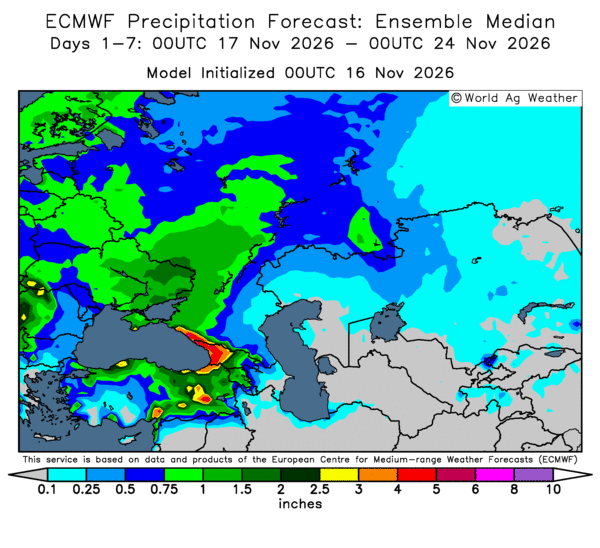 ECMWF Precipitation Forecast: Ensemble Median
Days 1–7: 00UTC 17 Nov 2026 – 00UTC 24 Nov 2026
Model Initialized 00UTC 16 Nov 2026
© World Ag Weather
This service is based on data and products of the European Centre for Medium-range Weather Forecasts (ECMWF)
0.1 0.25 0.5 0.75 1 1.5 2 2.5 3 4 5 6 8 10
inches